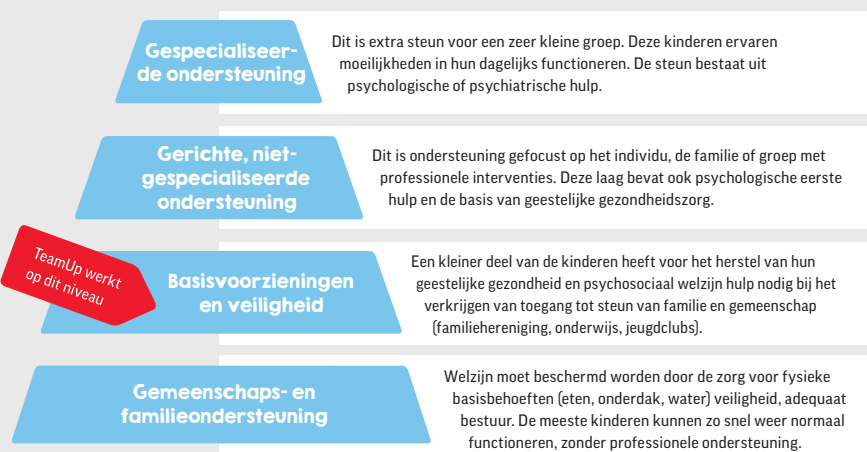 Gespecialiseer-
de ondersteuning
Dit is extra steun voor een zeer kleine groep. Deze kinderen ervaren
moeilijkheden in hun dagelijks functioneren. De steun bestaat uit
psychologische of psychiatrische hulp.
Gerichte, niet-
gespecialiseerde
ondersteuning
Dit is ondersteuning gefocust op het individu, de familie of groep met
professionele interventies. Deze laag bevat ook psychologische eerste
hulp en de basis van geestelijke gezondheidszorg.
TeamUp werkt
op dit niveau
Basisvoorzieningen
en veiligheid
Een kleiner deel van de kinderen heeft voor het herstel van hun
geestelijke gezondheid en psychosociaal welzijn hulp nodig bij het
verkrijgen van toegang tot steun van familie en gemeenschap
(familiehereniging, onderwijs, jeugdclubs).
Gemeenschaps- en
familieondersteuning
Welzijn moet beschermd worden door de zorg voor fysieke
basisbehoeften (eten, onderdak, water) veiligheid, adequaat
bestuur. De meeste kinderen kunnen zo snel weer normaal
functioneren, zonder professionele ondersteuning.